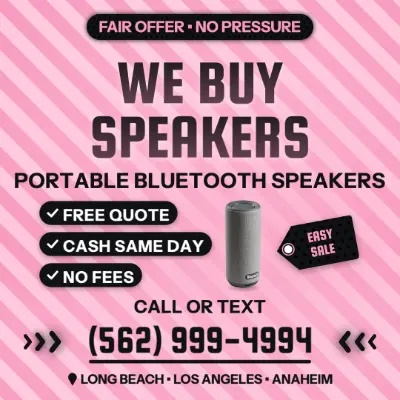 FAIR OFFER • NO PRESSURE
WE BUY
SPEAKERS
PORTABLE BLUETOOTH SPEAKERS
FREE QUOTE
CASH SAME DAY
NO FEES
EASY
SALE
CALL OR TEXT
(562) 999-4994
LONG BEACH • LOS ANGELES • ANAHEIM